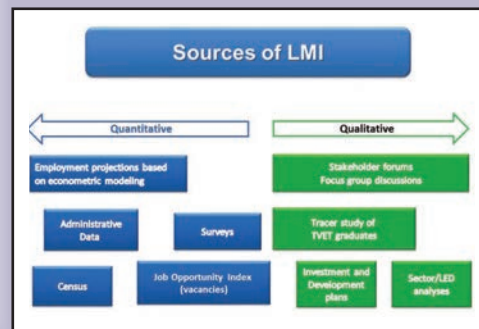 Sources of LMI
Quantitative
Qualitative
Employment projections based
on econometric modeling
Stakeholder forums
Focus group discussions
Administrative
Data
Surveys
Tracer study of
TVET graduates
Census
Job Opportunity Index
(vacancies)
Investment and
Development
plans
Sector/LED
analyses